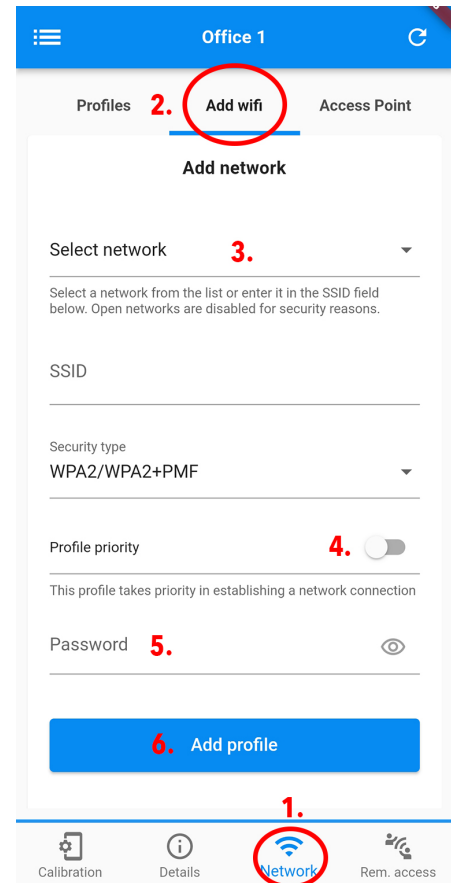 Office 1
Profiles 2. Add wifi Access Point
Add network
Select network 3.
Select a network from the list or enter it in the SSID field
below. Open networks are disabled for security reasons.
SSID
Security type
WPA2/WPA2+PMF
Profile priority 4.
This profile takes priority in establishing a network connection
Password 5.
6. Add profile
1.
Calibration Details Network Rem. access